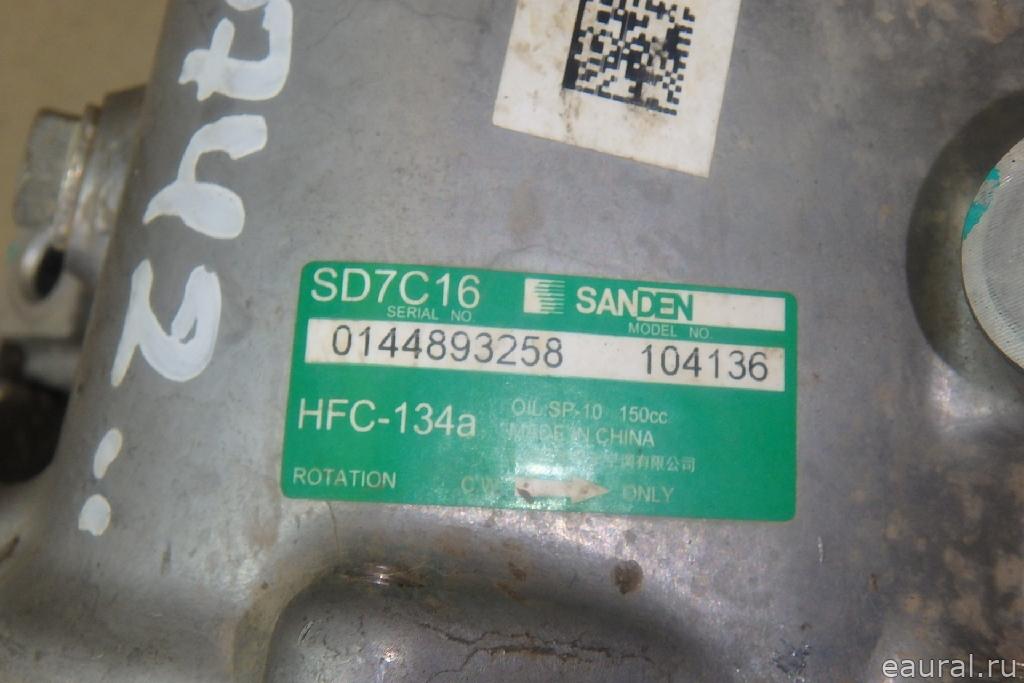 SD7C16 SANDEN
SERIAL NO. MODEL NO.
0144893258 104136
HFC-134a OIL:SP-10 150cc
MADE IN CHINA
有限公司
ROTATION CW ONLY
eaural.ru